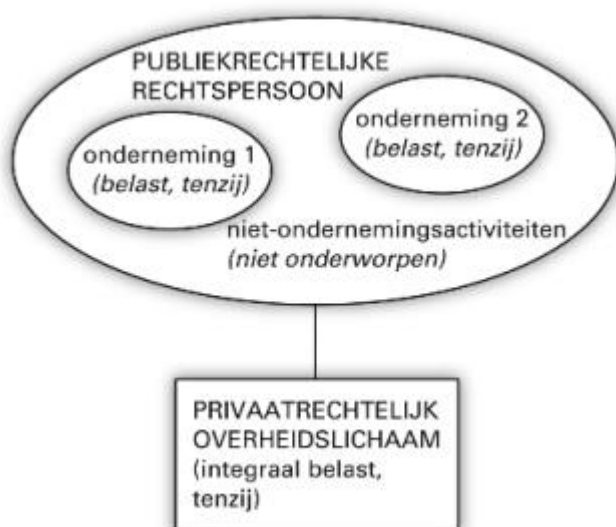 PUBLIEKRECHTELIJKE
RECHTSPERSOON
onderneming 1
(belast, tenzij)
onderneming 2
(belast, tenzij)
niet-ondernemingsactiviteiten
(niet onderworpen)
PRIVAATRECHTELIJK
OVERHEIDSLICHAAM
(integraal belast,
tenzij)